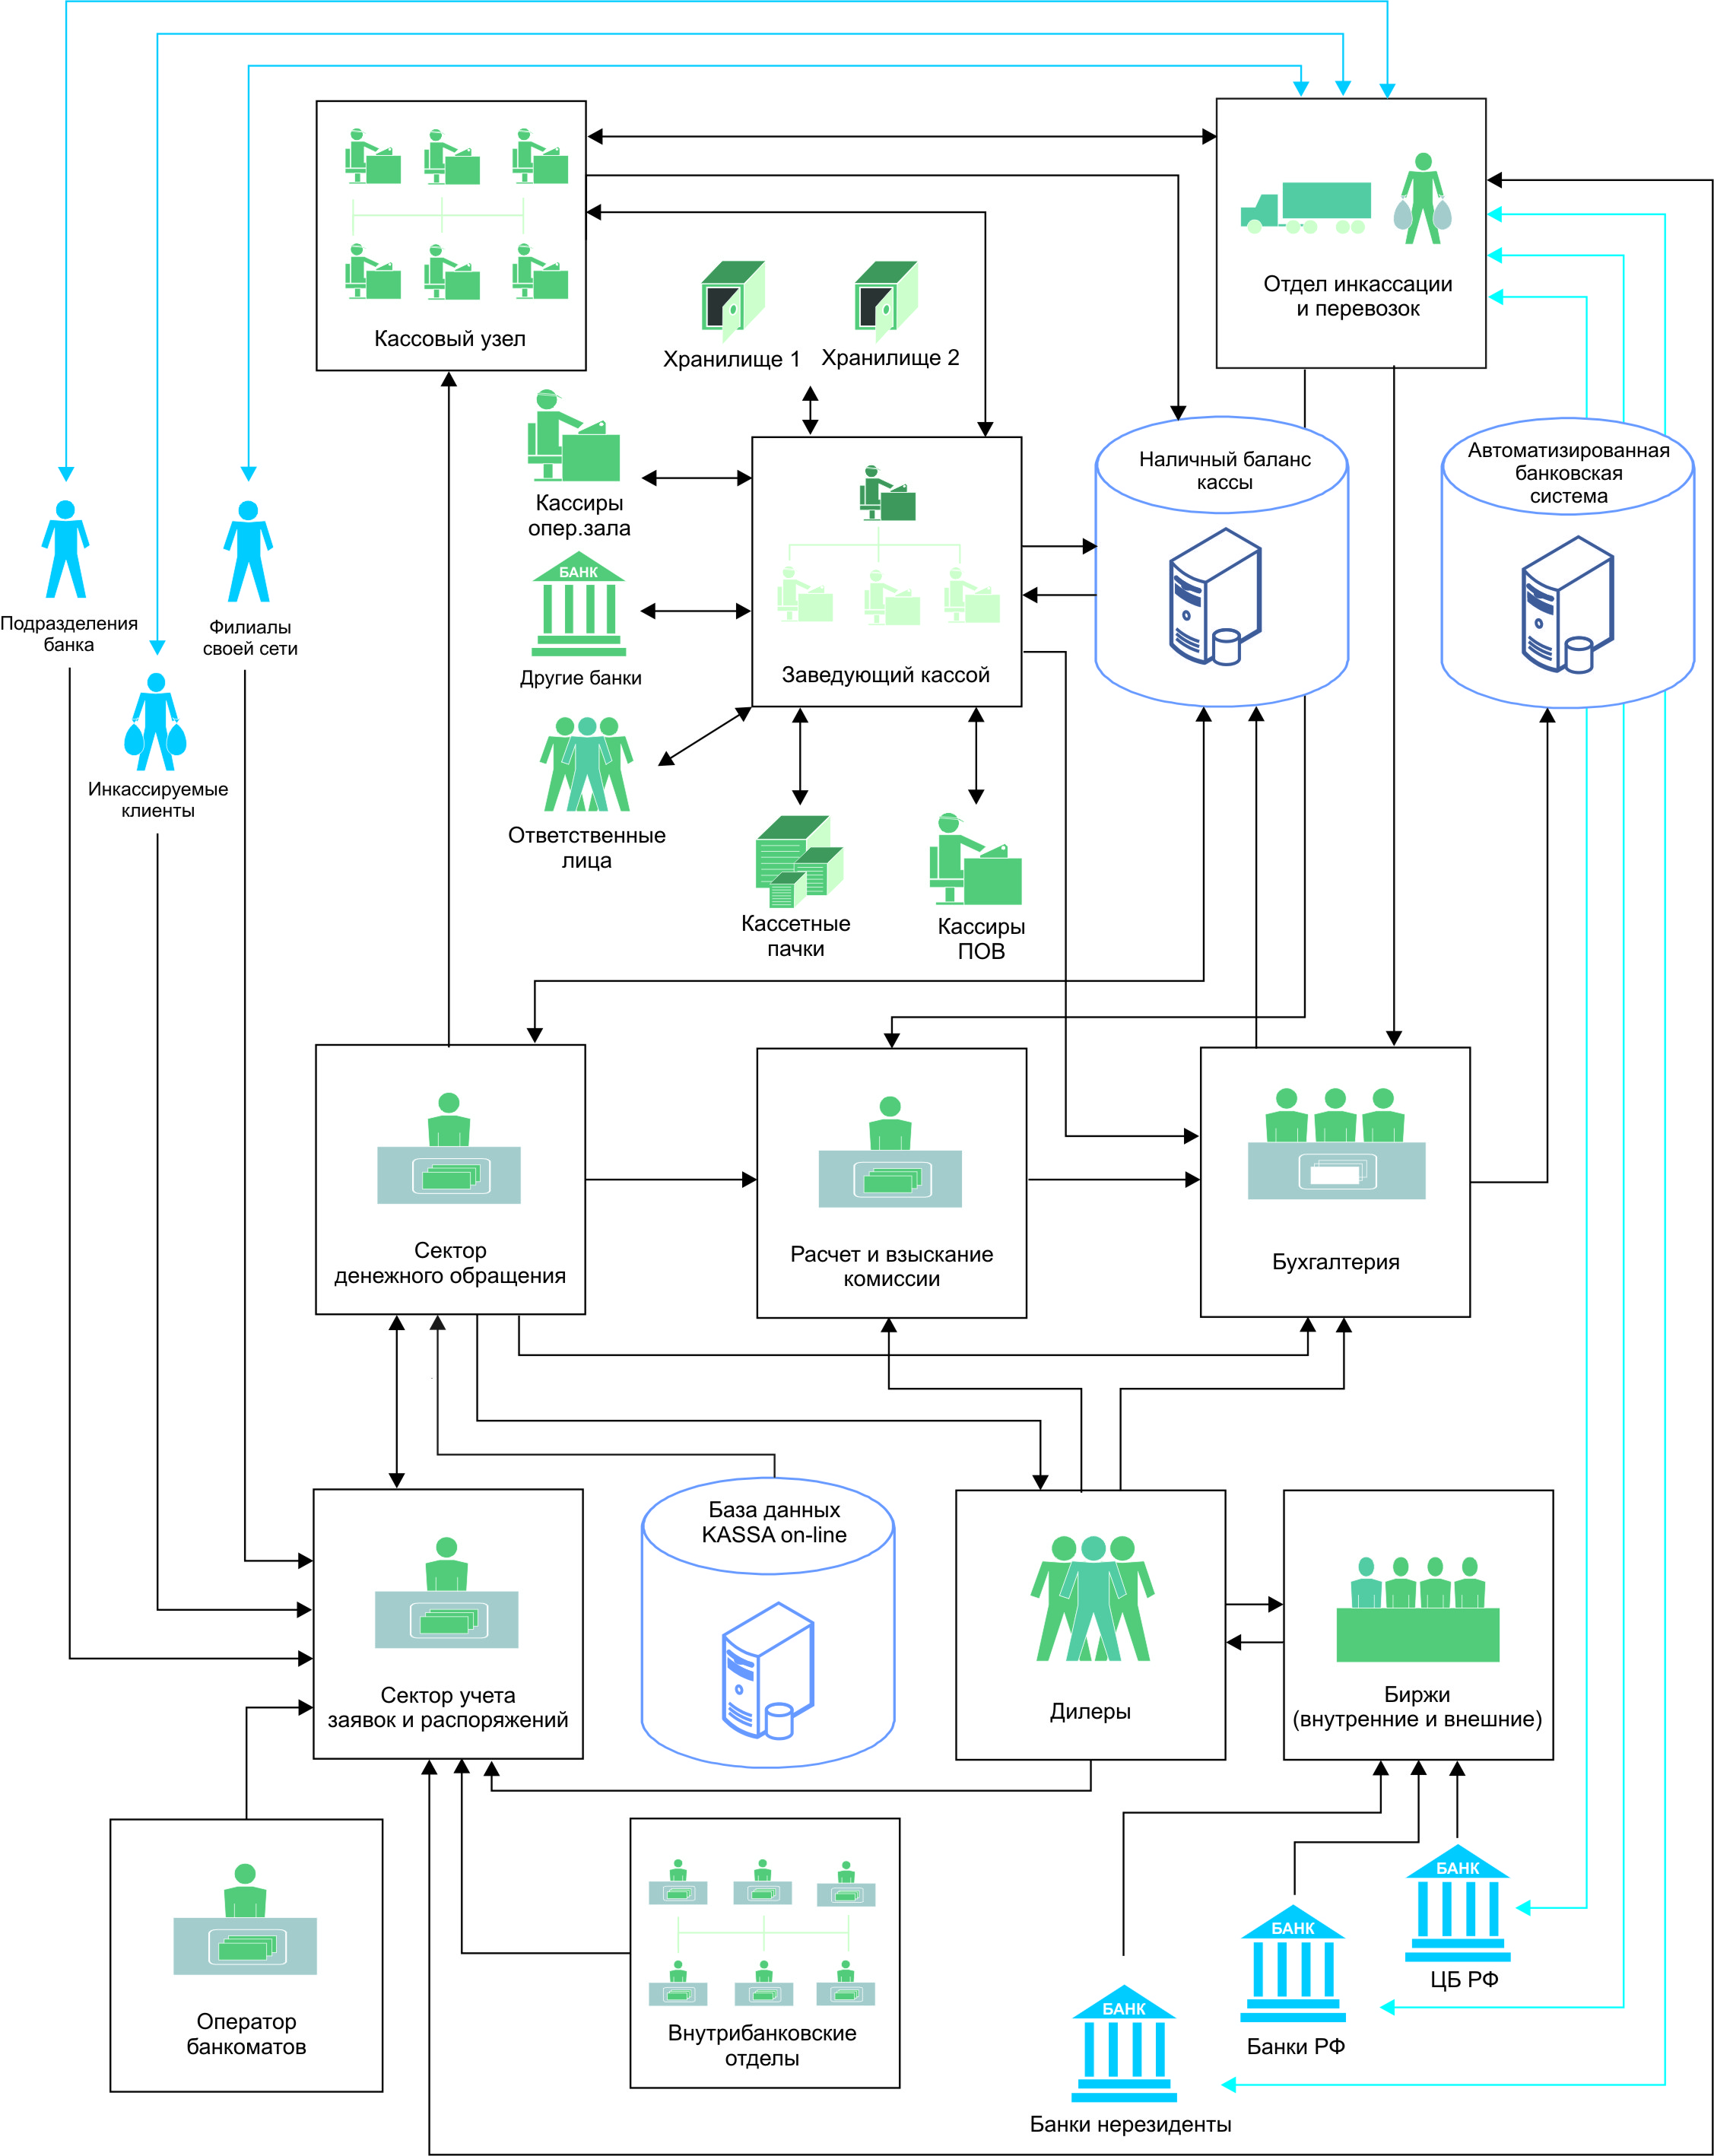 Кассовый узел
Отдел инкассации
и перевозок
Хранилище 1
Хранилище 2
Кассиры
опер.зала
БАНК
Другие банки
Ответственные
лица
Заведующий кассой
Кассетные
пачки
Кассиры
ПОВ
Наличный баланс
кассы
Автоматизированная
банковская
система
Подразделения
банка
Филиалы
своей сети
Инкассируемые
клиенты
Сектор
денежного обращения
Расчет и взыскание
комиссии
Бухгалтерия
Сектор учета
заявок и распоряжений
База данных
KASSA on-line
Дилеры
Биржи
(внутренние и внешние)
Оператор
банкоматов
Внутрибанковские
отделы
БАНК
ЦБ РФ
БАНК
Банки РФ
БАНК
Банки нерезиденты